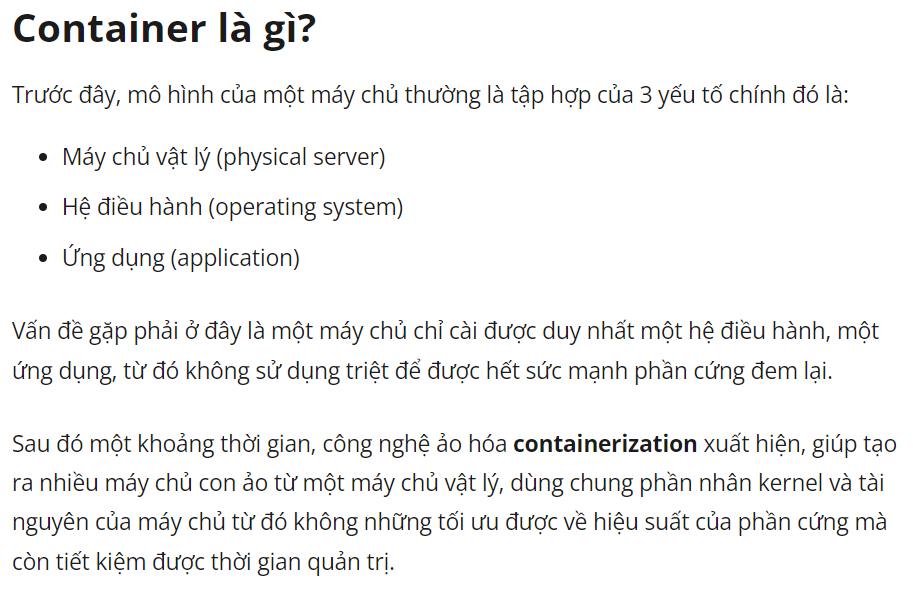 Container là gì?
Trước đây, mô hình của một máy chủ thường là tập hợp của 3 yếu tố chính đó là:
• Máy chủ vật lý (physical server)
• Hệ điều hành (operating system)
• Ứng dụng (application)
Vấn đề gặp phải ở đây là một máy chủ chỉ cài được duy nhất một hệ điều hành, một
ứng dụng, từ đó không sử dụng triệt để được hết sức mạnh phần cứng đem lại.
Sau đó một khoảng thời gian, công nghệ ảo hóa containerization xuất hiện, giúp tạo
ra nhiều máy chủ con ảo từ một máy chủ vật lý, dùng chung phần nhân kernel và tài
nguyên của máy chủ từ đó không những tối ưu được về hiệu suất của phần cứng mà
còn tiết kiệm được thời gian quản trị.